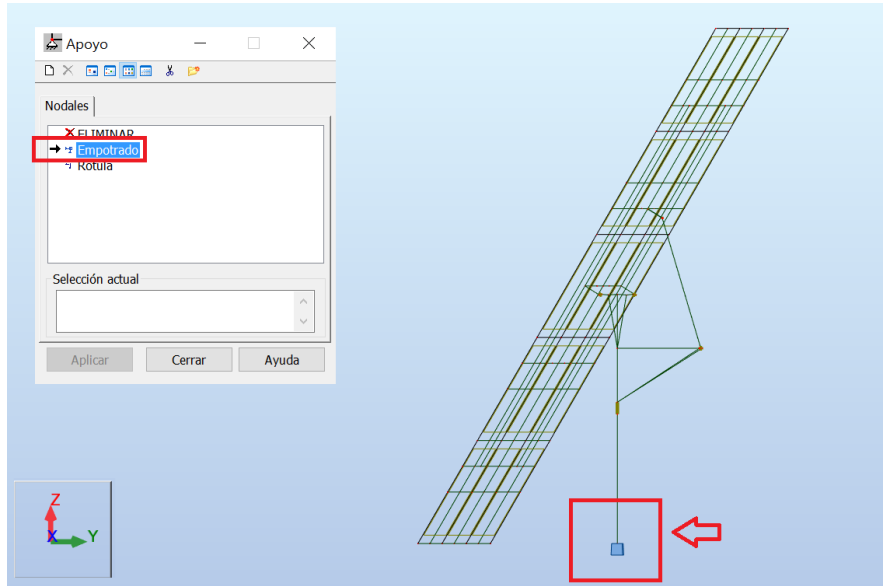 Apoyo
Nodales
ELIMINAR
Empotrado
Rótula
Selección actual
Aplicar
Cerrar
Ayuda
Z
X
Y